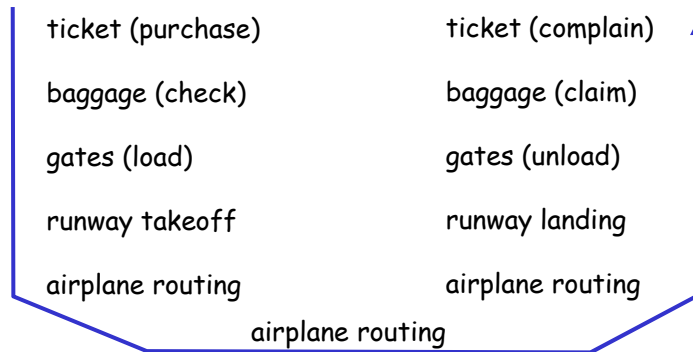 ticket (purchase)
ticket (complain)
baggage (check)
baggage (claim)
gates (load)
gates (unload)
runway takeoff
runway landing
airplane routing
airplane routing
airplane routing